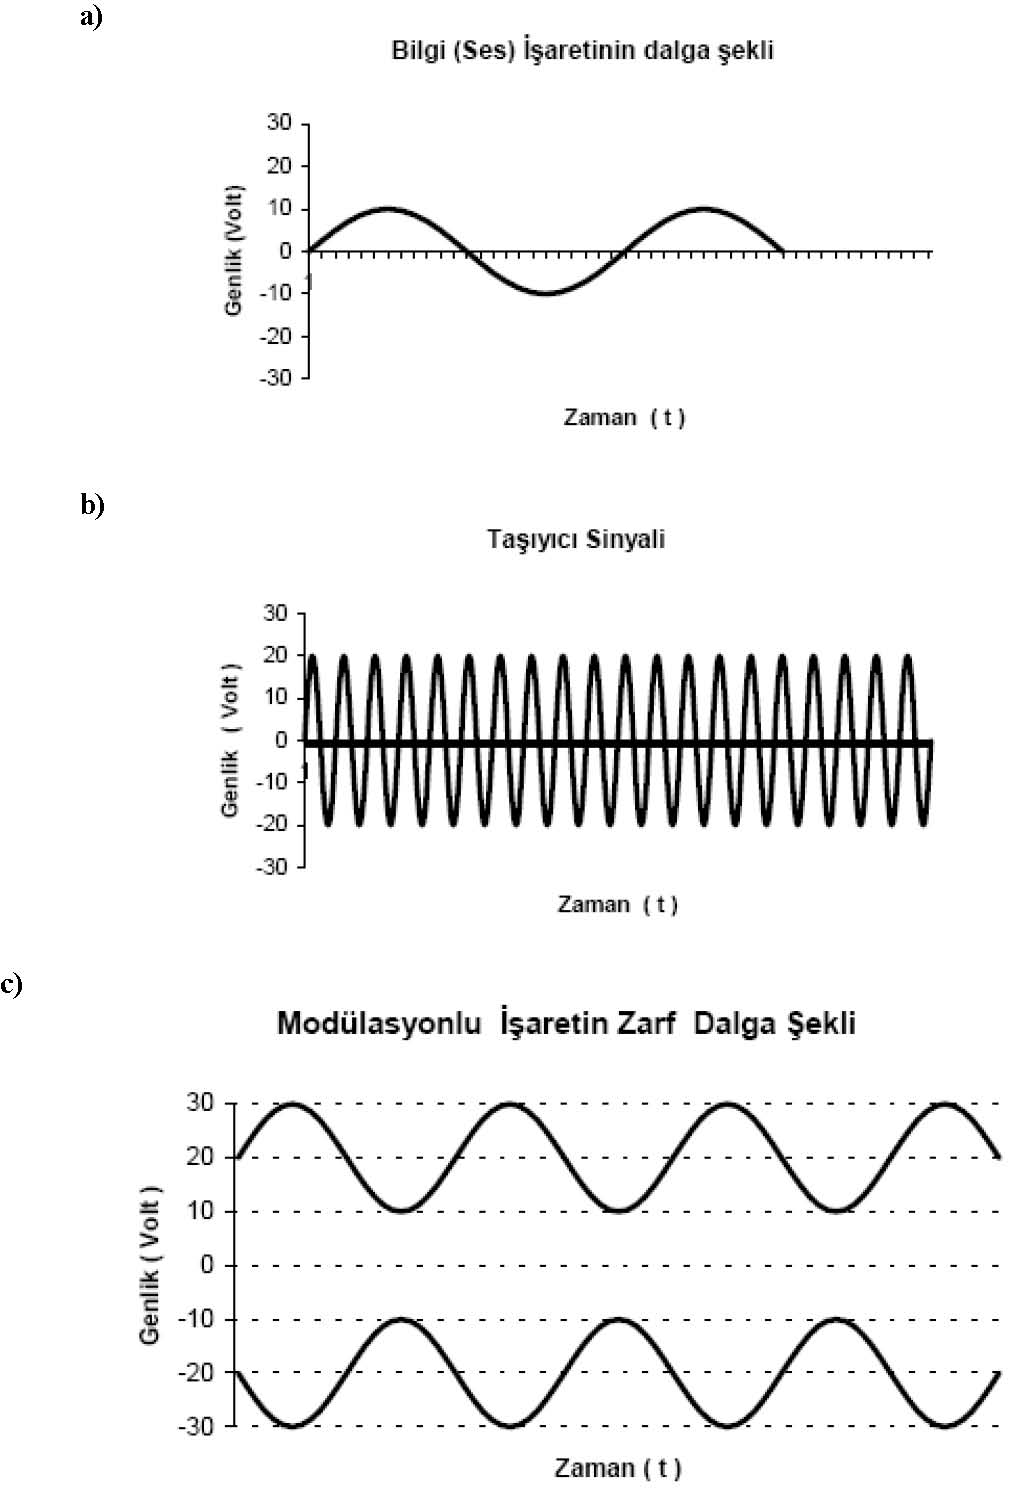 a)
Bilgi (Ses) İşaretinin dalga şekli
30
20
10
0
-10
-20
-30
Genlik (Volt)
Zaman ( t )
b)
Taşıyıcı Sinyali
30
20
10
0
-10
-20
-30
Genlik ( Volt )
Zaman ( t )
c)
Modülasyonlu İşaretin Zarf Dalga Şekli
30
20
10
0
-10
-20
-30
Genlik ( Volt )
Zaman ( t )